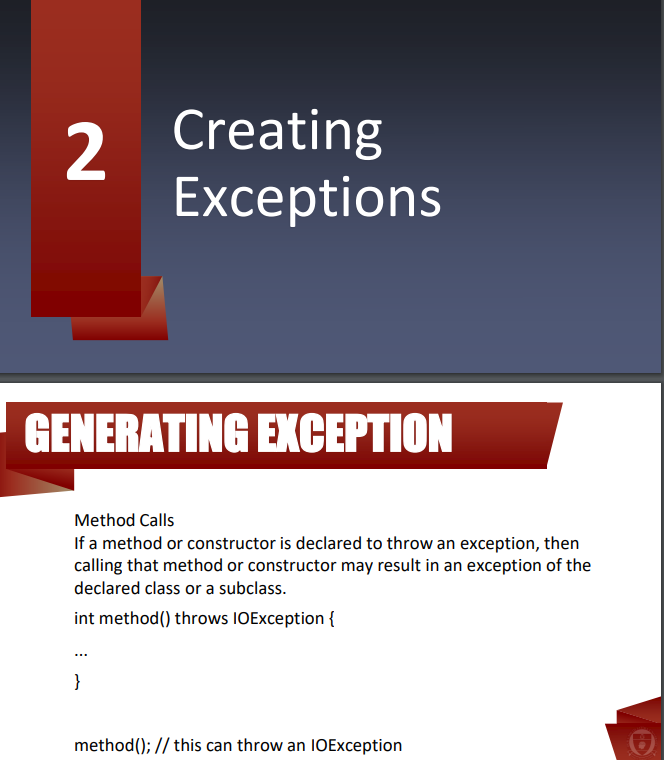 2
Creating
Exceptions
GENERATING EXCEPTION
Method Calls
If a method or constructor is declared to throw an exception, then
calling that method or constructor may result in an exception of the
declared class or a subclass.
int method() throws IOException {
...
}
method(); // this can throw an IOException